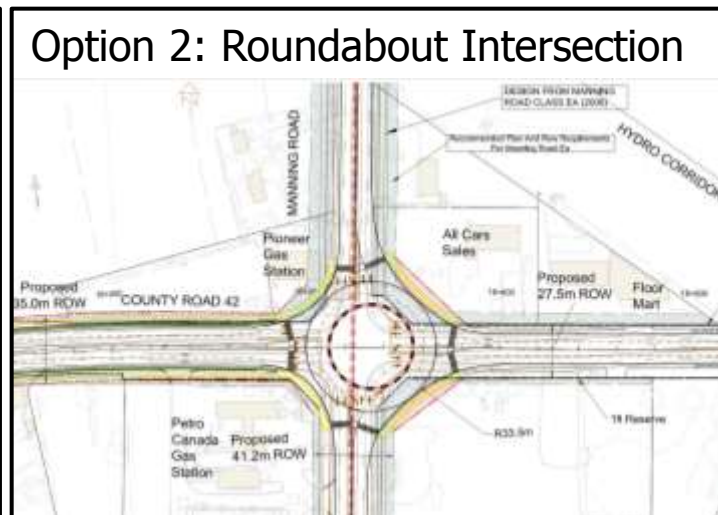 Option 2: Roundabout Intersection
DESIGN FROM MANNING
ROAD CLASS EA (2008)
MANNING ROAD
HYDRO CORRIDOR
Pioneer
Gas
Station
All Cars
Sales
Proposed
35.0m ROW
COUNTY ROAD 42
Proposed
27.5m ROW
Floor
Mart
Petro
Canada
Gas
Station
Proposed
41.2m ROW
R33.5m
1ft Reserve